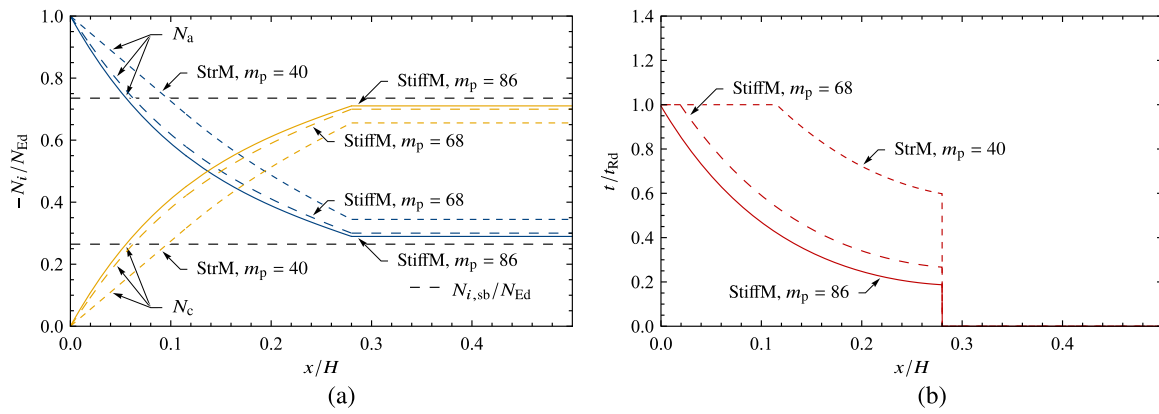 1.0
0.8
0.6
0.4
0.2
0.0
−Nᵢ/N_Ed
N_a
StrM, m_p = 40
StiffM, m_p = 86
StiffM, m_p = 68
StiffM, m_p = 68
StrM, m_p = 40
StiffM, m_p = 86
N_c
N_i,sb/N_Ed
0.0 0.1 0.2 0.3 0.4
x/H
(a)
1.4
1.2
1.0
0.8
0.6
0.4
0.2
0.0
t/t_Rd
StiffM, m_p = 68
StrM, m_p = 40
StiffM, m_p = 86
0.0 0.1 0.2 0.3 0.4
x/H
(b)